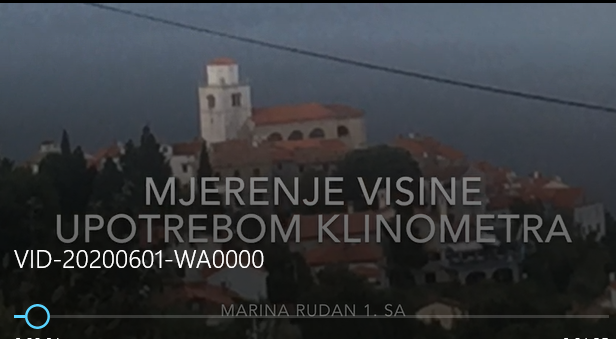 MJERENJE VISINE
UPOTREBOM KLINOMETRA
VID-20200601-WA0000
MARINA RUDAN 1. SA